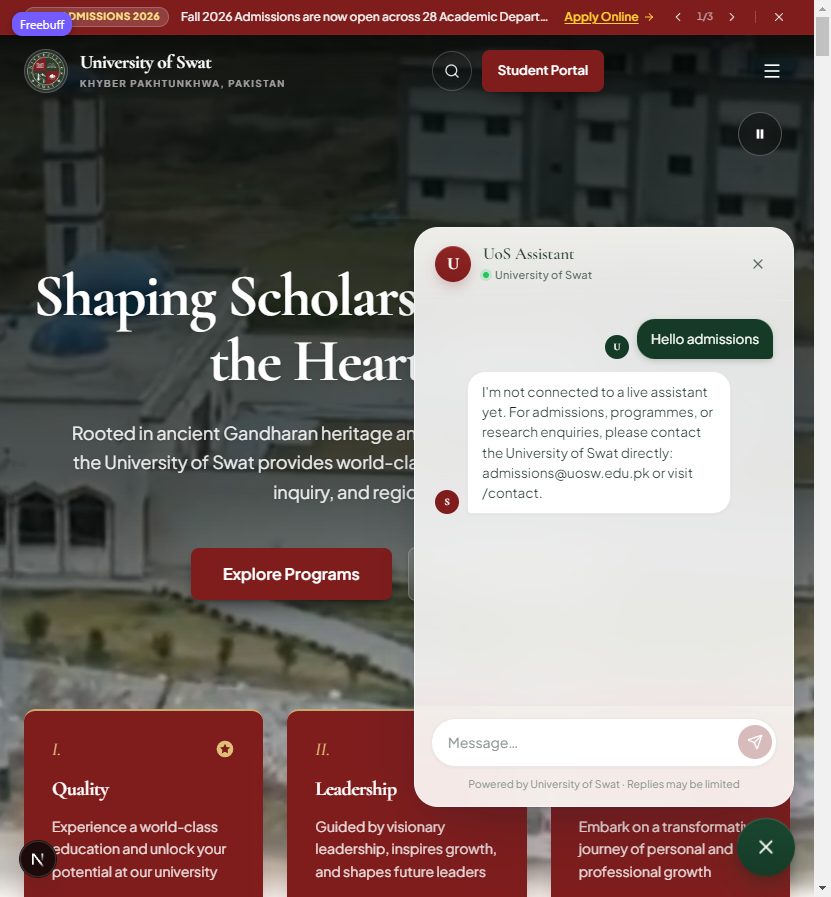 Freebuff
DMISSIONS 2026
Fall 2026 Admissions are now open across 28 Academic Depart...
Apply Online →
1/3
University of Swat
KHYBER PAKHTUNKHWA, PAKISTAN
Student Portal
Shaping Scholars
the Heart
Rooted in ancient Gandharan heritage an
the University of Swat provides world-cla
inquiry, and regio
Explore Programs
U
UoS Assistant
University of Swat
Hello admissions
U
I'm not connected to a live assistant
yet. For admissions, programmes, or
research enquiries, please contact
the University of Swat directly:
admissions@uosw.edu.pk or visit
/contact.
S
Message...
Powered by University of Swat · Replies may be limited
I.
Quality
Experience a world-class
education and unlock your
potential at our university
II.
Leadership
Guided by visionary
leadership, inspires growth,
and shapes future leaders
Embark on a transformativ
journey of personal and
professional growth
N